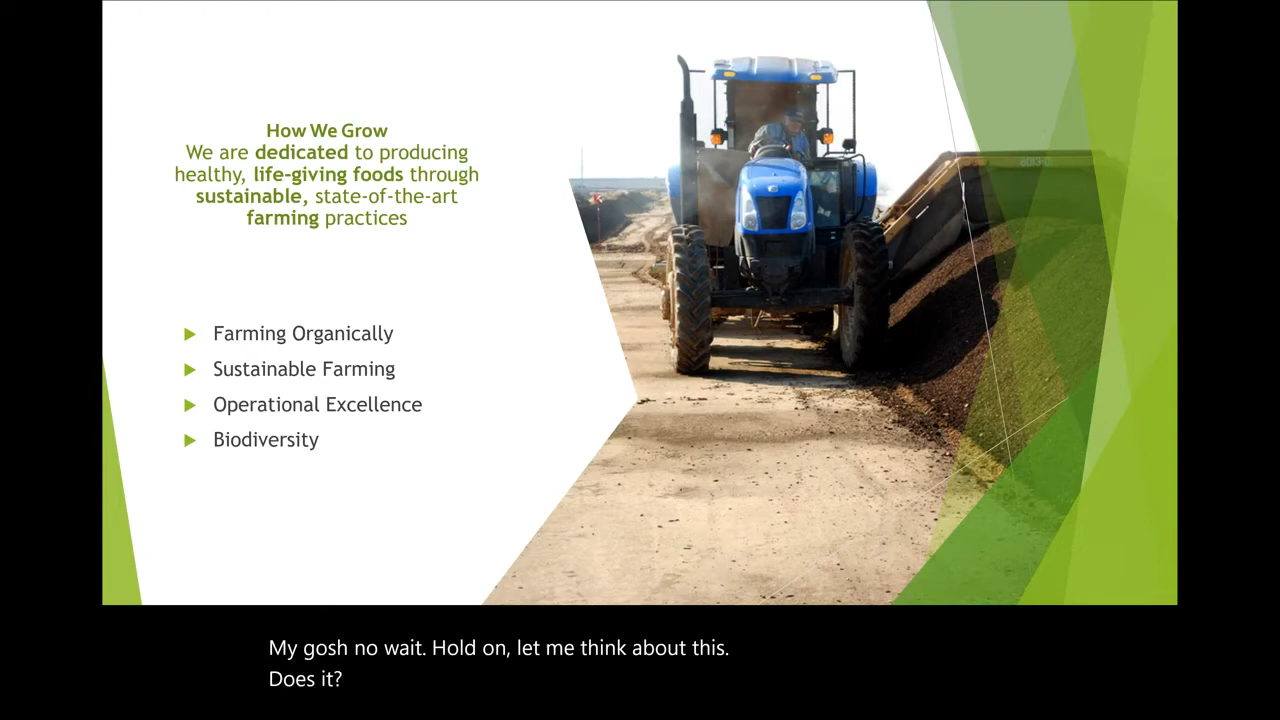 How We Grow
We are dedicated to producing
healthy, life-giving foods through
sustainable, state-of-the-art
farming practices
Farming Organically
Sustainable Farming
Operational Excellence
Biodiversity
My gosh no wait. Hold on, let me think about this.
Does it?